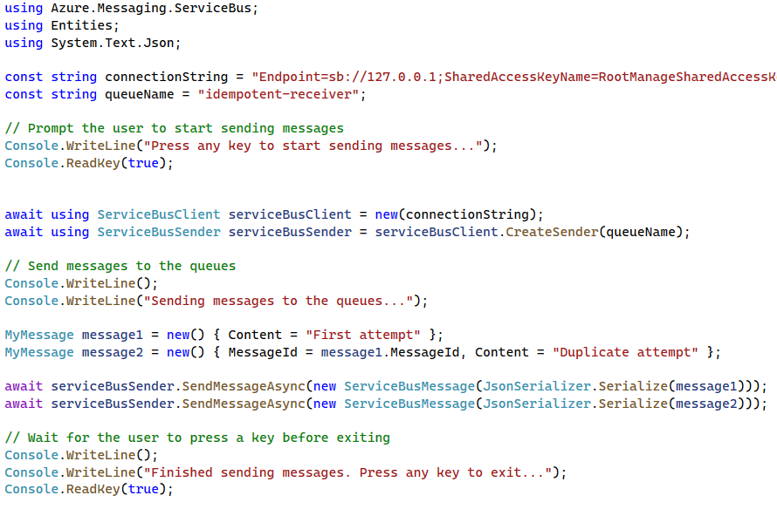 using Azure.Messaging.ServiceBus;
using Entities;
using System.Text.Json;
const string connectionString = "Endpoint=sb://127.0.0.1;SharedAccessKeyName=RootManageSharedAccessK
const string queueName = "idempotent-receiver";
// Prompt the user to start sending messages
Console.WriteLine("Press any key to start sending messages...");
Console.ReadKey(true);
await using ServiceBusClient serviceBusClient = new(connectionString);
await using ServiceBusSender serviceBusSender = serviceBusClient.CreateSender(queueName);
// Send messages to the queues
Console.WriteLine();
Console.WriteLine("Sending messages to the queues...");
MyMessage message1 = new() { Content = "First attempt" };
MyMessage message2 = new() { MessageId = message1.MessageId, Content = "Duplicate attempt" };
await serviceBusSender.SendMessageAsync(new ServiceBusMessage(JsonSerializer.Serialize(message1)));
await serviceBusSender.SendMessageAsync(new ServiceBusMessage(JsonSerializer.Serialize(message2)));
// Wait for the user to press a key before exiting
Console.WriteLine();
Console.WriteLine("Finished sending messages. Press any key to exit...");
Console.ReadKey(true);